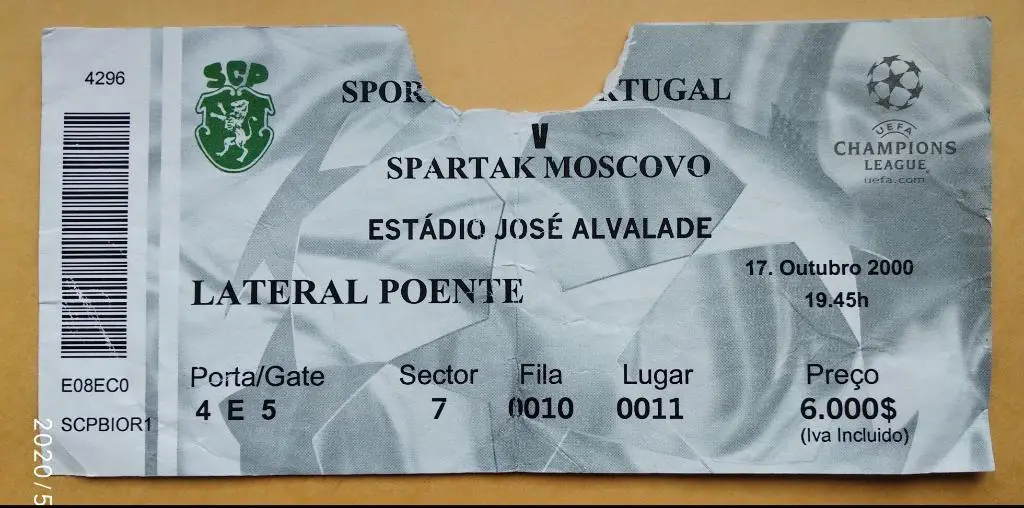 4296
E08EC0
SCPBIOR1
SCP
SPOR RTUGAL
V
SPARTAK MOSCOVO
ESTÁDIO JOSÉ ALVALADE
LATERAL POENTE
UEFA
CHAMPIONS
LEAGUE
uefa.com
17. Outubro 2000
19.45h
Porta/Gate Sector Fila Lugar Preço
4 E 5 7 0010 0011 6.000$
(Iva Incluido)
2020/5